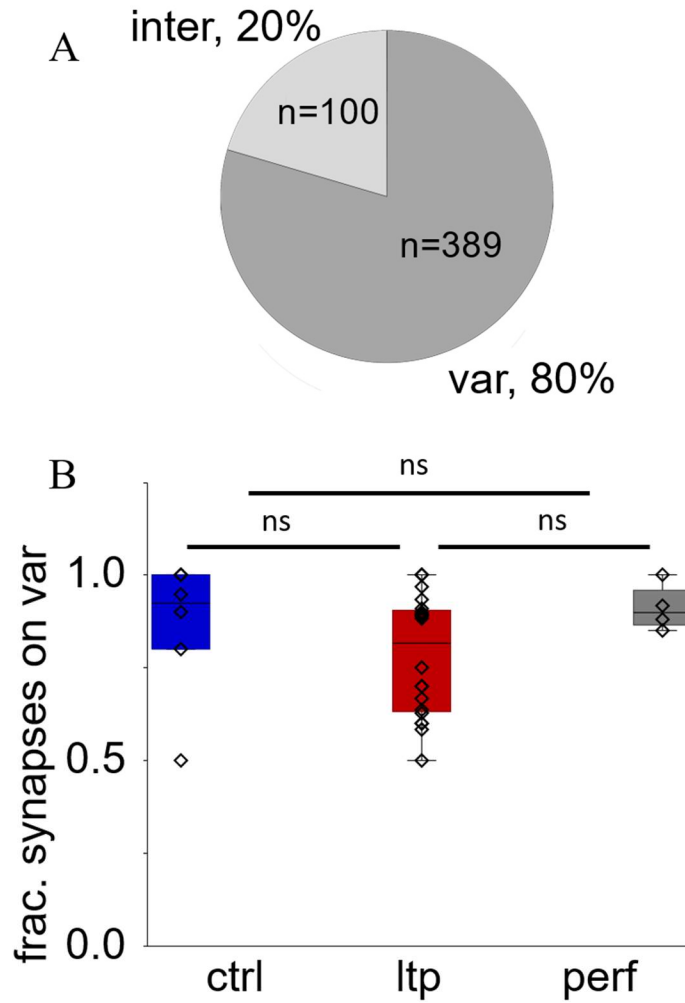 A
inter, 20%
n=100
n=389
var, 80%
B
ns
ns
ns
1.0
0.5
0.0
frac. synapses on var
ctrl
ltp
perf